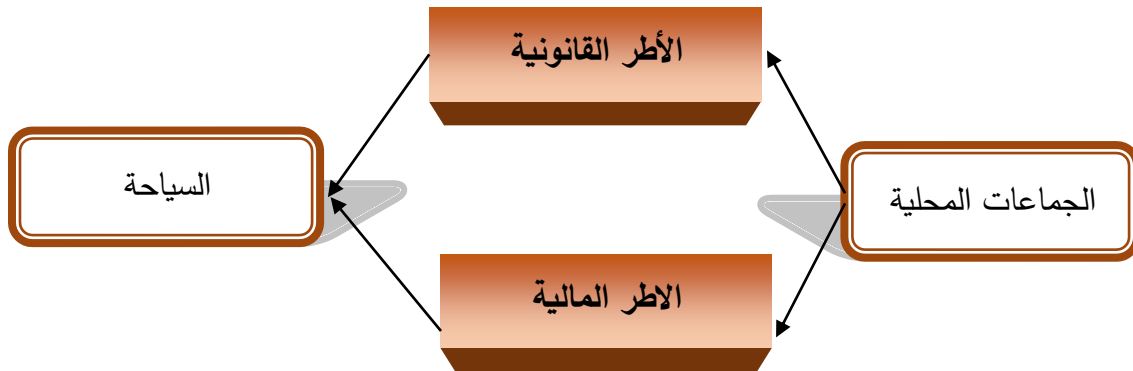 الأطر القانونية
الجماعات المحلية
السياحة
الاطر المالية